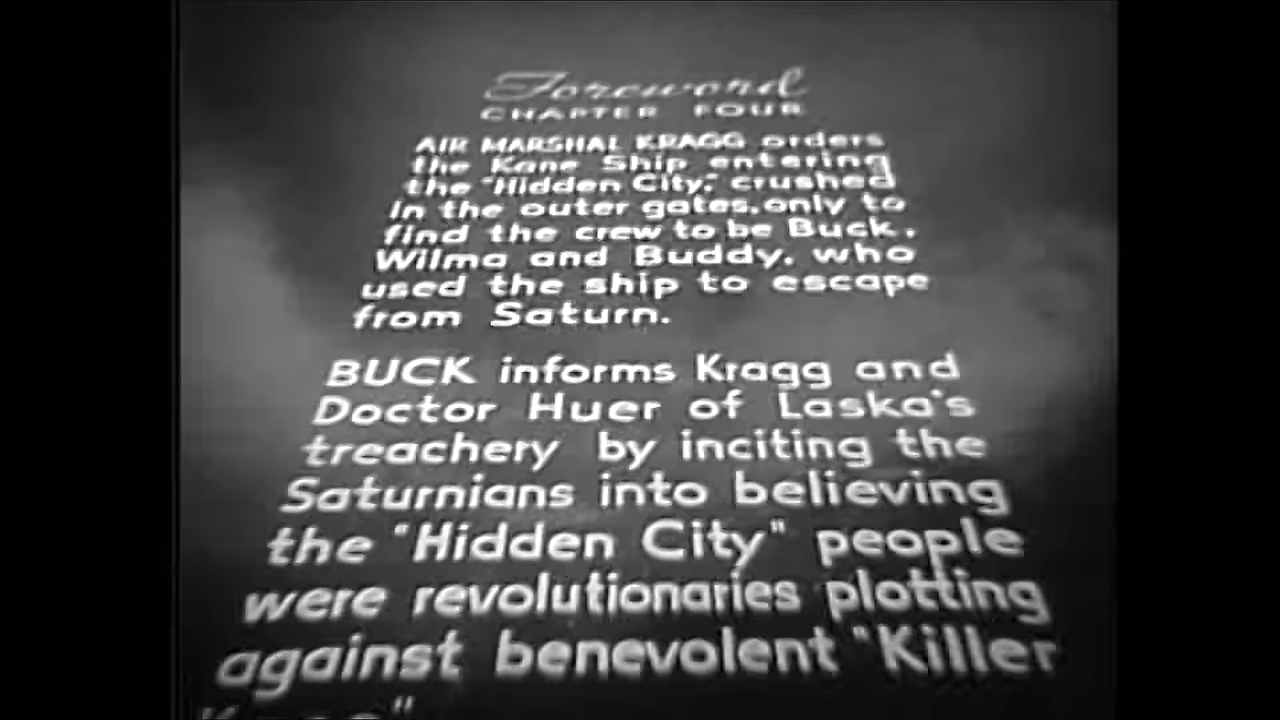 Foreword
CHAPTER FOUR
AIR MARSHAL KRAGG orders
the Kane Ship entering
the "Hidden City," crushed
in the outer gates, only to
find the crew to be Buck,
Wilma and Buddy, who
used the ship to escape
from Saturn.
BUCK informs Kragg and
Doctor Huer of Laska's
treachery by inciting the
Saturnians into believing
the "Hidden City" people
were revolutionaries plotting
against benevolent "Killer